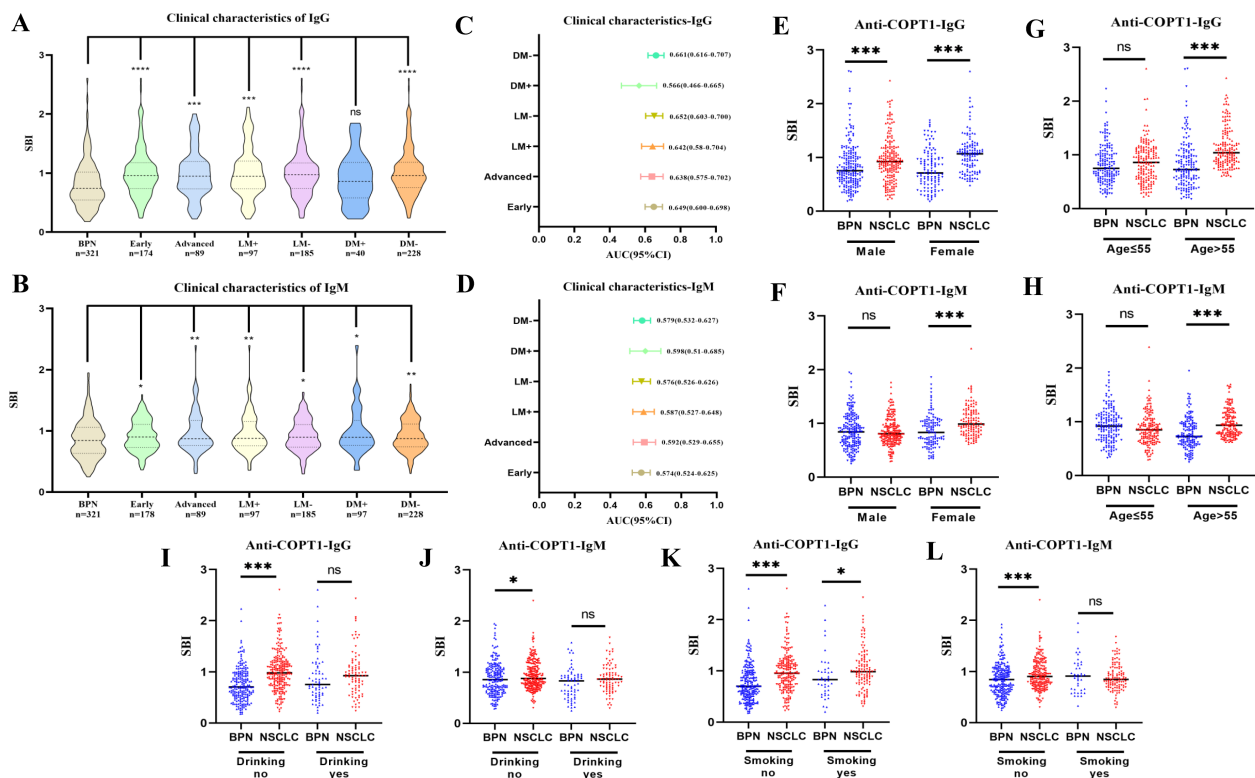 A
Clinical characteristics of IgG
3
2
1
0
SBI
****
***
***
****
ns
****
BPN
n=321
Early
n=174
Advanced
n=89
LM+
n=97
LM-
n=185
DM+
n=40
DM-
n=228
B
Clinical characteristics of IgM
3
2
1
0
SBI
*
**
**
*
*
**
BPN
n=321
Early
n=178
Advanced
n=89
LM+
n=97
LM-
n=185
DM+
n=97
DM-
n=228
C
Clinical characteristics-IgG
DM- 0.661(0.616-0.707)
DM+ 0.566(0.466-0.665)
LM- 0.652(0.603-0.700)
LM+ 0.642(0.58-0.704)
Advanced 0.638(0.575-0.702)
Early 0.649(0.600-0.698)
0.0 0.2 0.4 0.6 0.8 1.0
AUC(95%CI)
D
Clinical characteristics-IgM
DM- 0.579(0.532-0.627)
DM+ 0.598(0.51-0.685)
LM- 0.576(0.526-0.626)
LM+ 0.587(0.527-0.648)
Advanced 0.592(0.529-0.655)
Early 0.574(0.524-0.625)
0.0 0.2 0.4 0.6 0.8 1.0
AUC(95%CI)
E
Anti-COPT1-IgG
3
2
1
0
SBI
*** ***
BPN NSCLC BPN NSCLC
Male Female
F
Anti-COPT1-IgM
3
2
1
0
SBI
ns ***
BPN NSCLC BPN NSCLC
Male Female
G
Anti-COPT1-IgG
3
2
1
0
SBI
ns ***
BPN NSCLC BPN NSCLC
Age≤55 Age>55
H
Anti-COPT1-IgM
3
2
1
0
SBI
ns ***
BPN NSCLC BPN NSCLC
Age≤55 Age>55
I
Anti-COPT1-IgG
3
2
1
0
SBI
*** ns
BPN NSCLC BPN NSCLC
Drinking Drinking
no yes
J
Anti-COPT1-IgM
3
2
1
0
SBI
* ns
BPN NSCLC BPN NSCLC
Drinking Drinking
no yes
K
Anti-COPT1-IgG
3
2
1
0
SBI
*** *
BPN NSCLC BPN NSCLC
Smoking Smoking
no yes
L
Anti-COPT1-IgM
3
2
1
0
SBI
*** ns
BPN NSCLC BPN NSCLC
Smoking Smoking
no yes